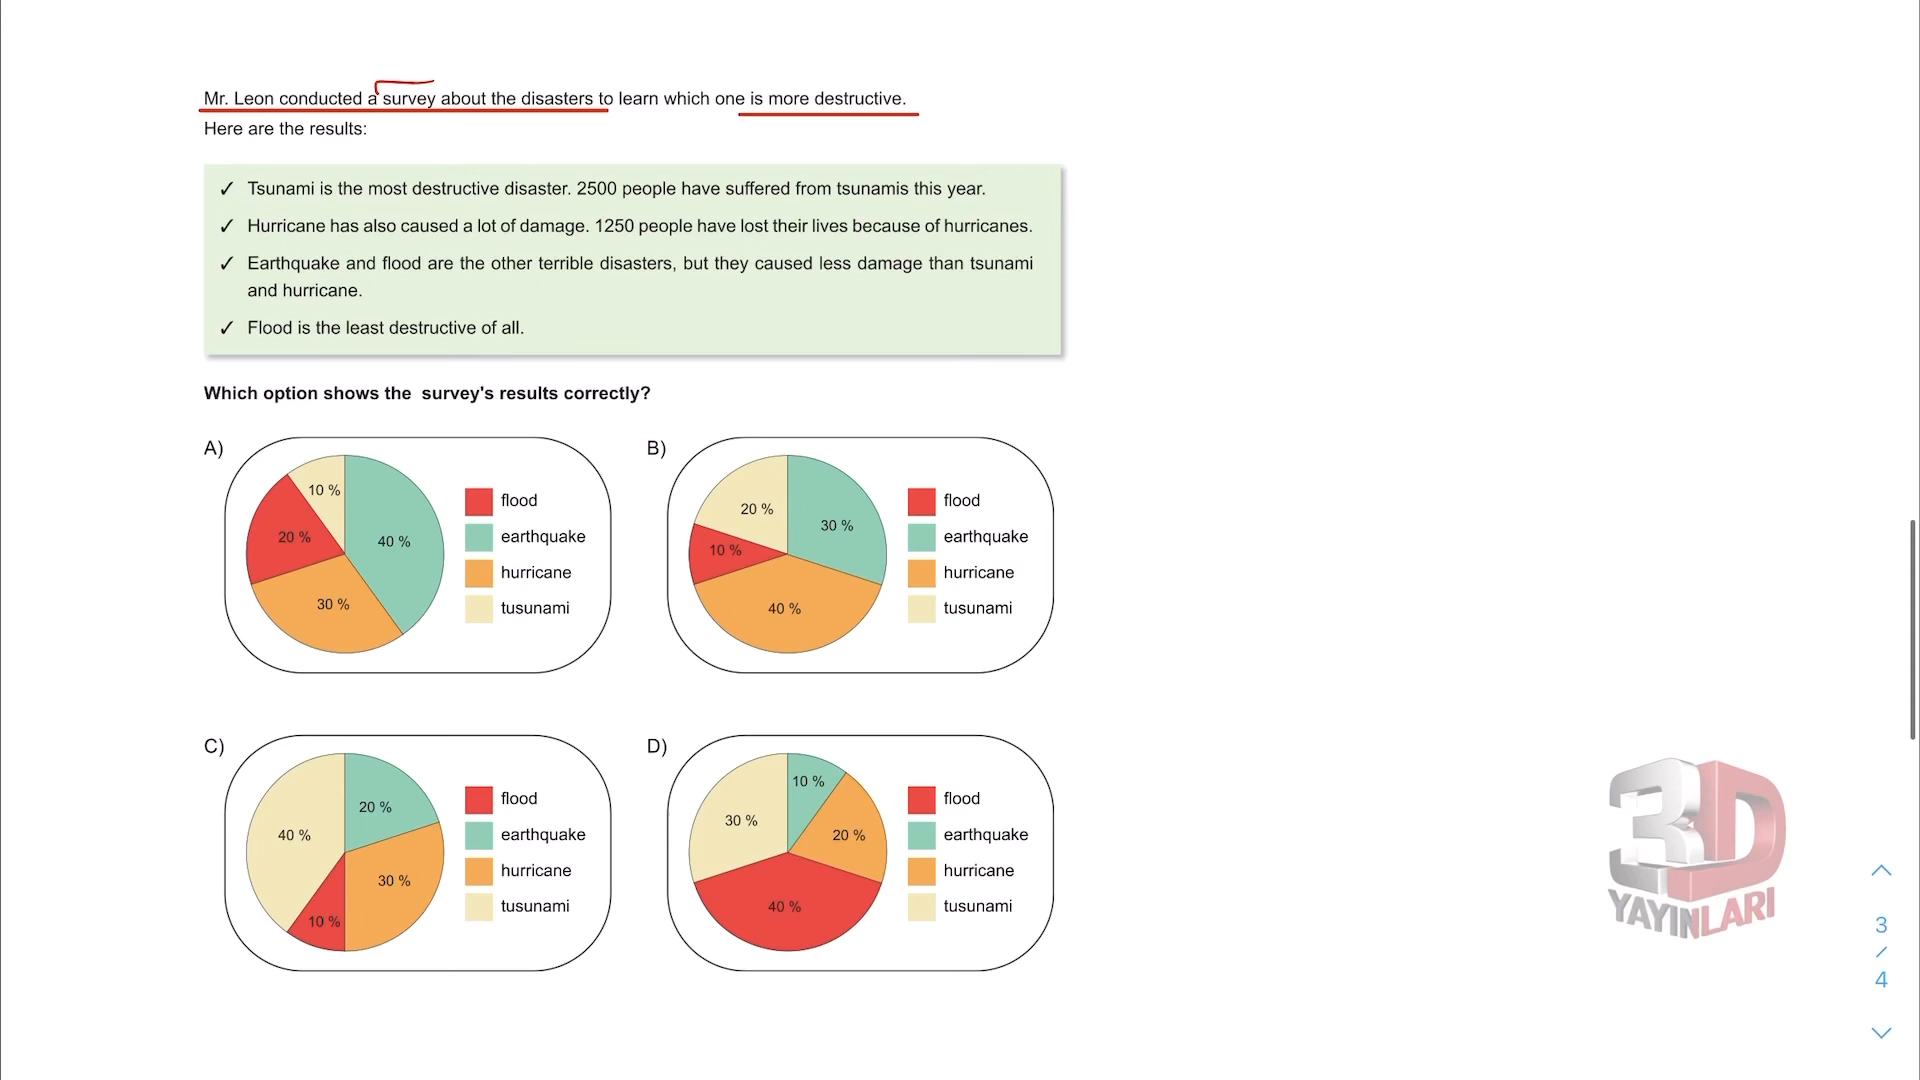 Mr. Leon conducted a survey about the disasters to learn which one is more destructive.
Here are the results:
✓ Tsunami is the most destructive disaster. 2500 people have suffered from tsunamis this year.
✓ Hurricane has also caused a lot of damage. 1250 people have lost their lives because of hurricanes.
✓ Earthquake and flood are the other terrible disasters, but they caused less damage than tsunami
and hurricane.
✓ Flood is the least destructive of all.
Which option shows the survey's results correctly?
A)
10 %
20 %
40 %
30 %
flood
earthquake
hurricane
tusunami
B)
20 %
30 %
10 %
40 %
flood
earthquake
hurricane
tusunami
C)
20 %
40 %
30 %
10 %
flood
earthquake
hurricane
tusunami
D)
10 %
30 %
20 %
40 %
flood
earthquake
hurricane
tusunami
3D
YAYINLARI
3
/
4